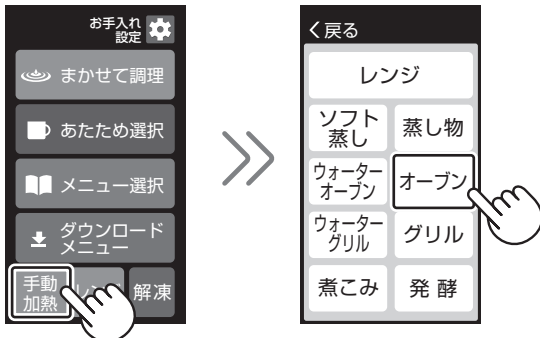 お手入れ
設定
まかせて調理
あたため選択
メニュー選択
ダウンロード
メニュー
手動
加熱
解凍
く戻る
レンジ
ソフト
蒸し
蒸し物
ウォーター
オーブン
オーブン
ウォーター
グリル
グリル
煮こみ
発酵